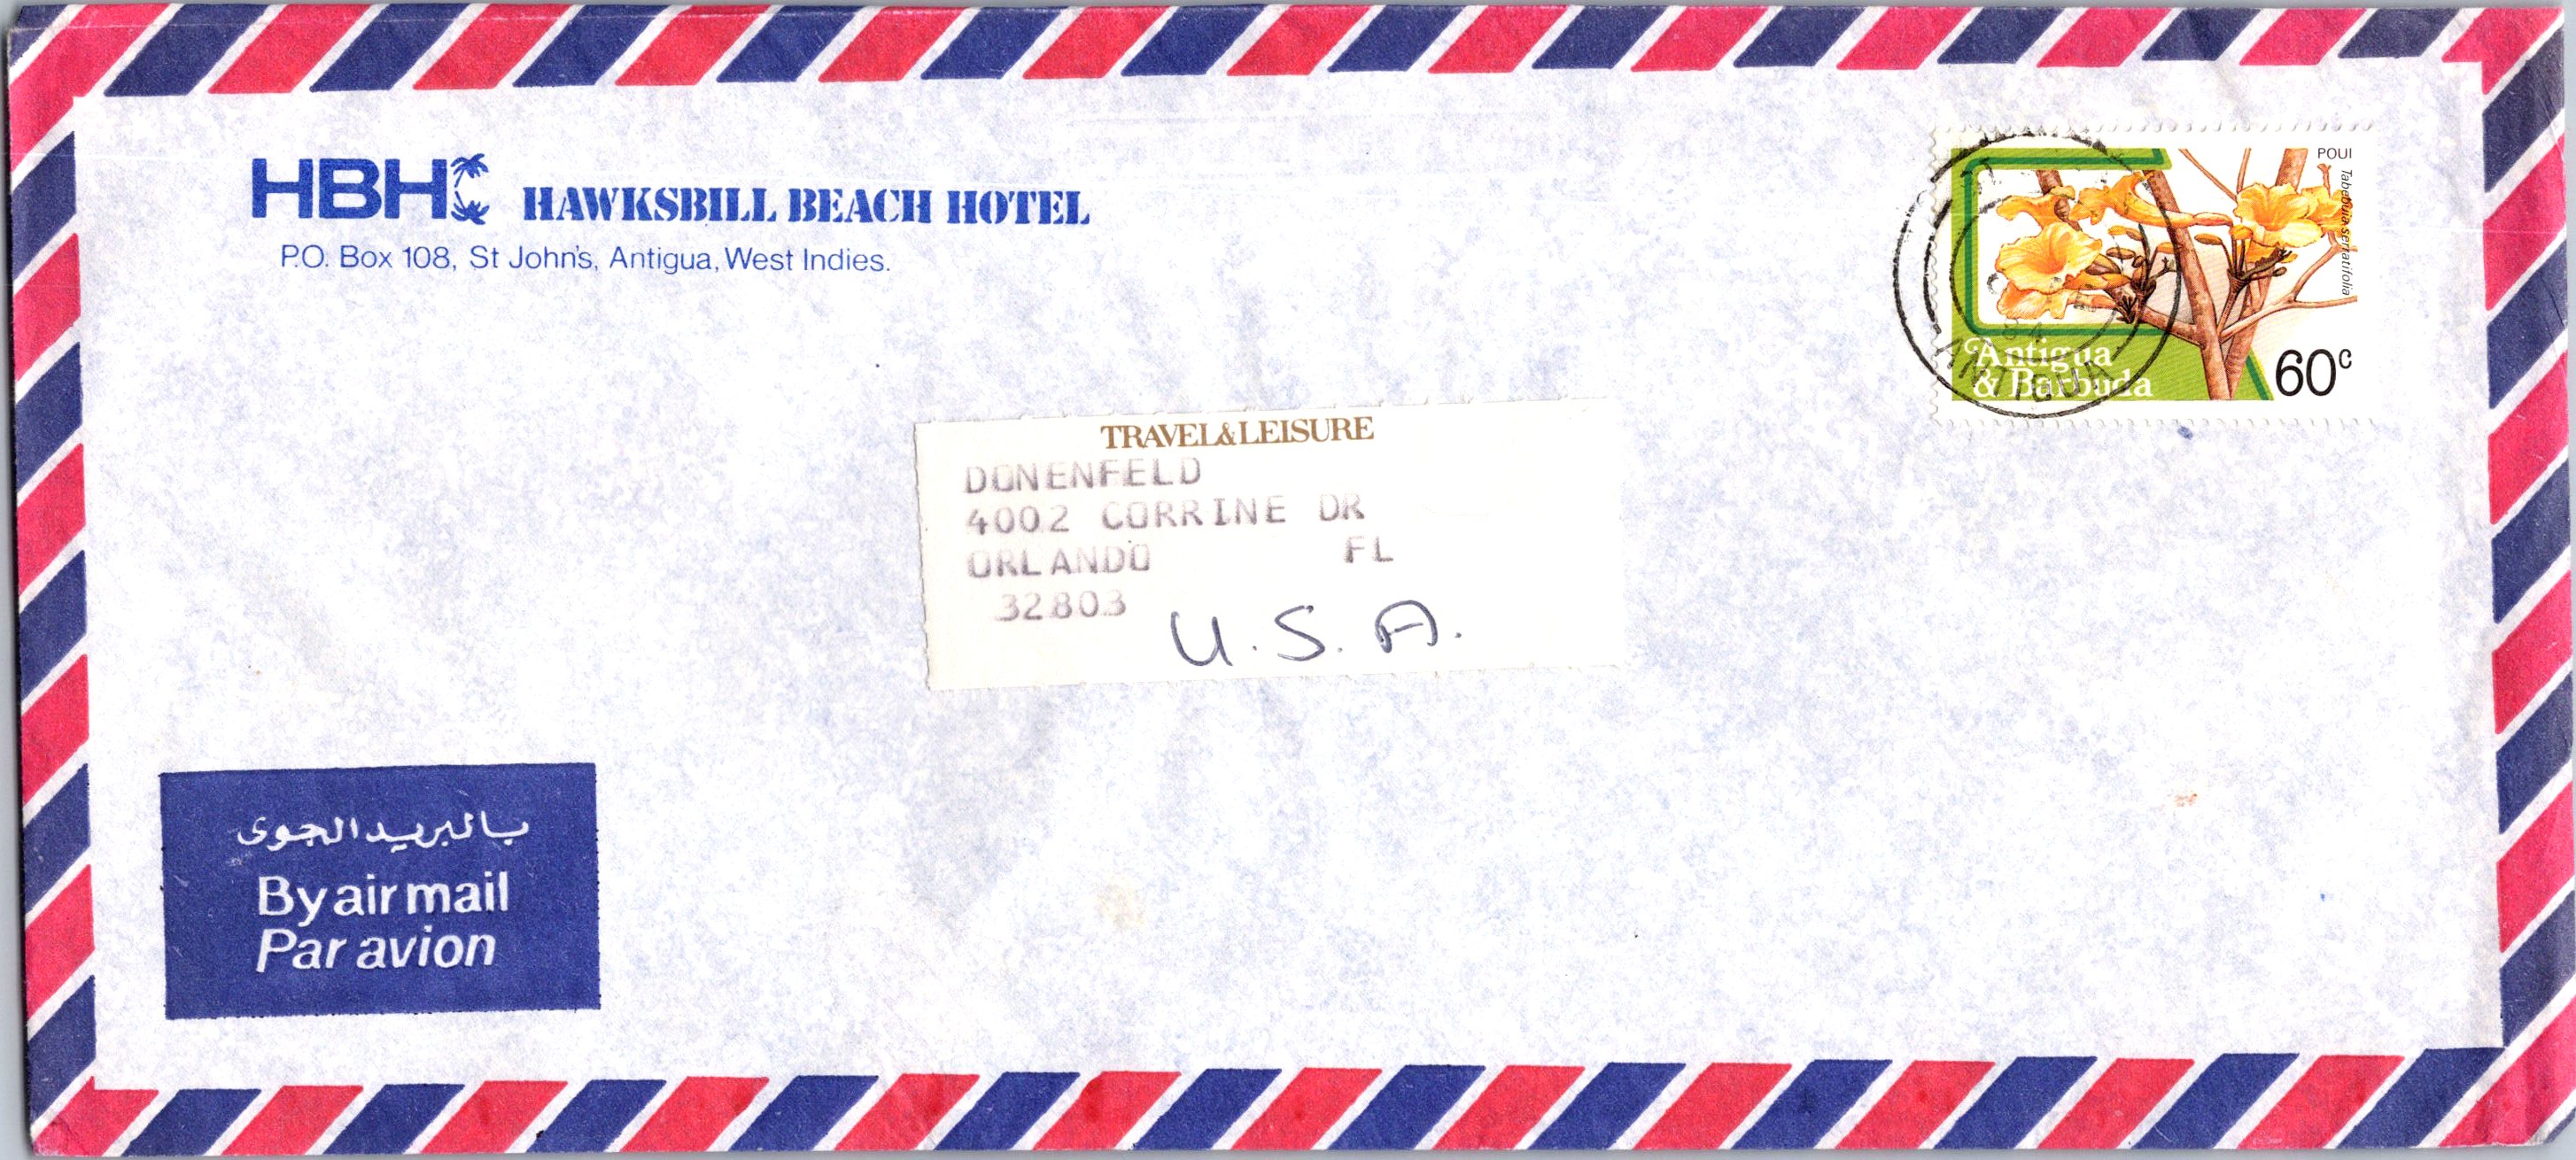 HBH HAWKSBILL BEACH HOTEL
P.O. Box 108, St John's, Antigua, West Indies.
POUI
Tabebuia serratifolia
Antigua
& Barbuda
60c
ANTIGUA
TRAVEL&LEISURE
DONENFELD
4002 CORRINE DR
ORLANDO FL
32803
U.S.A.
بالبريد الجوى
By air mail
Par avion